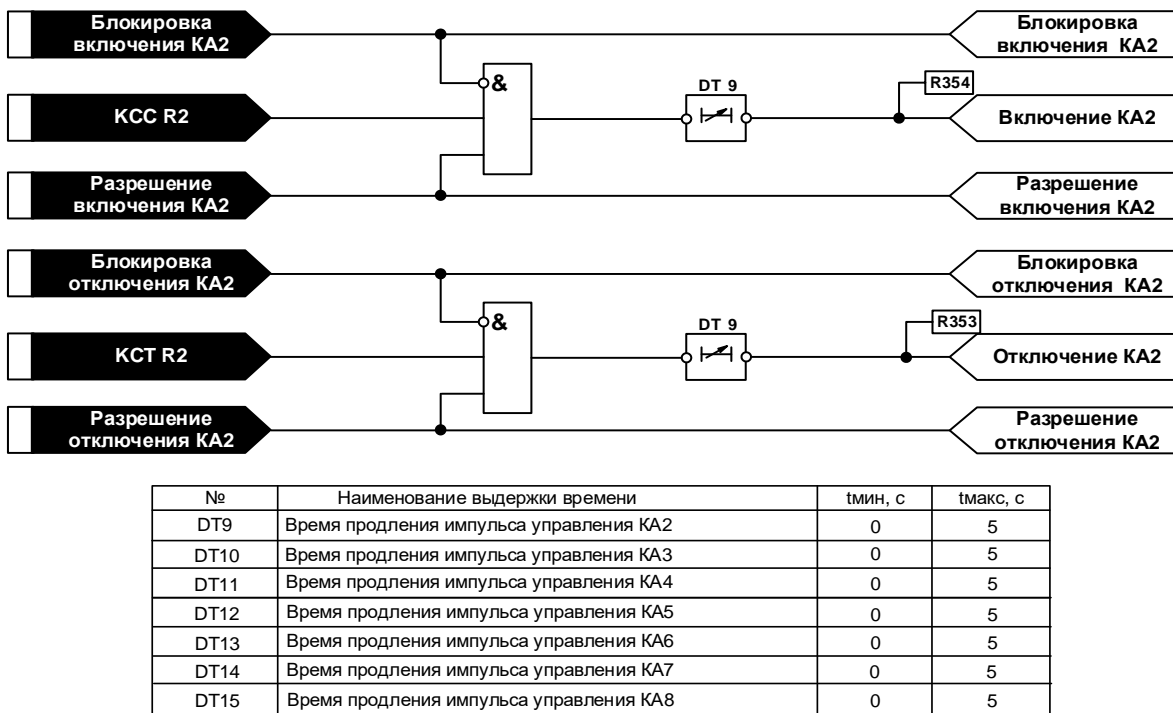 Блокировка
включения КА2
Блокировка
включения КА2
&
DT 9
R354
KCC R2
Включение КА2
Разрешение
включения КА2
Разрешение
включения КА2
Блокировка
отключения КА2
Блокировка
отключения КА2
&
DT 9
R353
KCT R2
Отключение КА2
Разрешение
отключения КА2
Разрешение
отключения КА2
№ Наименование выдержки времени tмин, с tмакс, с
DT9 Время продления импульса управления КА2 0 5
DT10 Время продления импульса управления КА3 0 5
DT11 Время продления импульса управления КА4 0 5
DT12 Время продления импульса управления КА5 0 5
DT13 Время продления импульса управления КА6 0 5
DT14 Время продления импульса управления КА7 0 5
DT15 Время продления импульса управления КА8 0 5